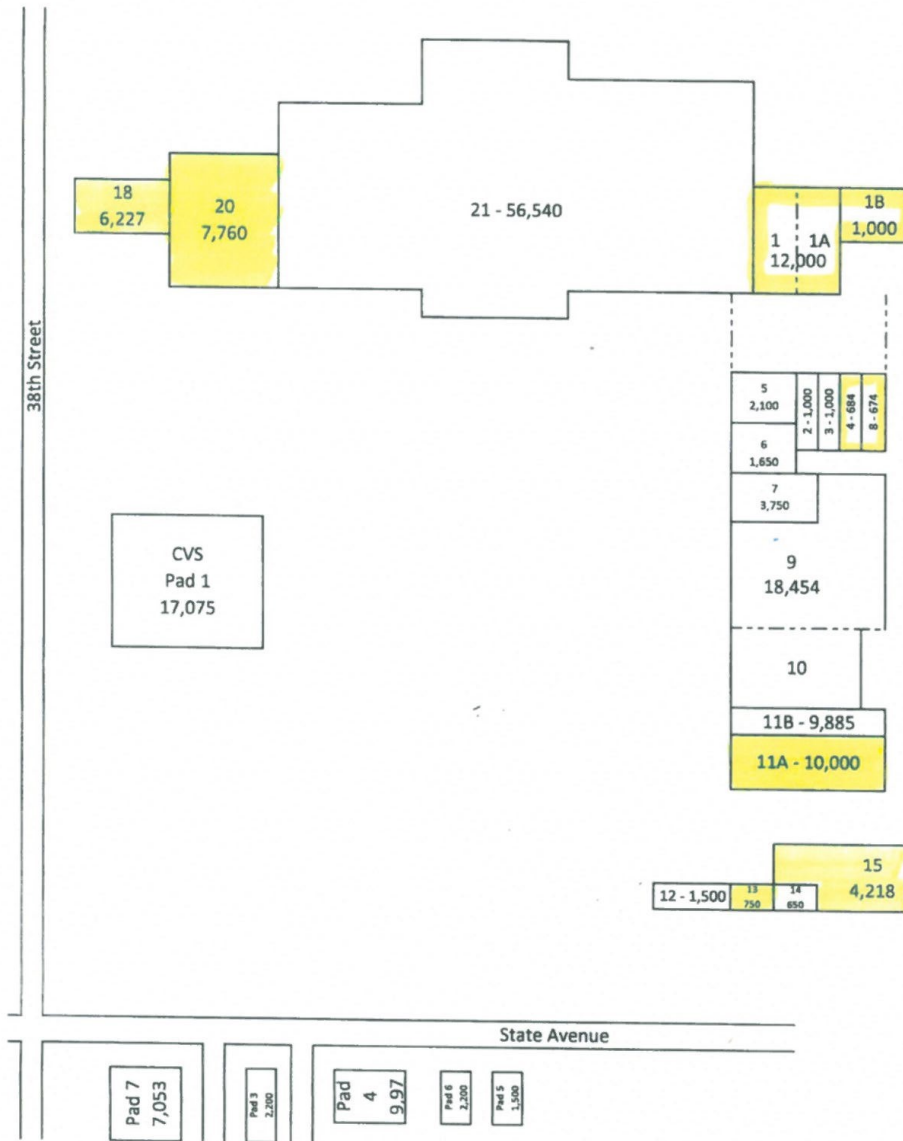 18
6,227
20
7,760
21 - 56,540
1 1A
12,000
1B
1,000
38th Street
5
2,100
2 - 1,000
3 - 1,000
4 - 684
8 - 674
6
1,650
7
3,750
9
18,454
CVS
Pad 1
17,075
10
11B - 9,885
11A - 10,000
15
4,218
12 - 1,500
13
750
14
650
State Avenue
Pad 7
7,053
Pad 3
2,200
Pad
4
9,97
Pad 6
2,200
Pad 5
1,500